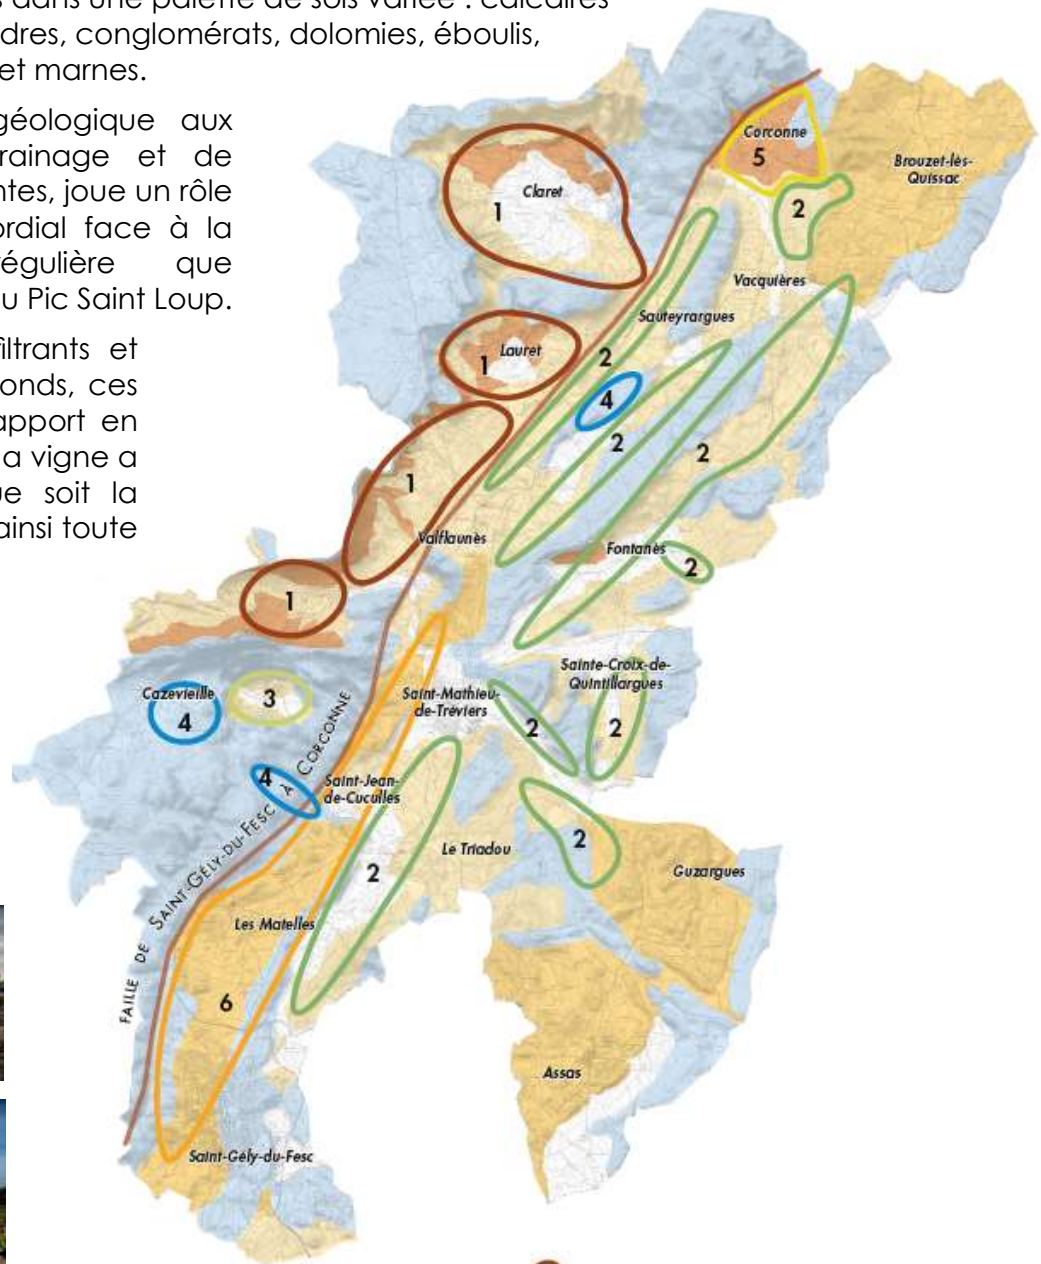 dans une palette de sols variée : calcaires
dres, conglomérats, dolomies, éboulis,
et marnes.
géologique aux
rainage et de
ntes, joue un rôle
ordial face à la
régulière que
u Pic Saint Loup.
filtrants et
onds, ces
apport en
a vigne a
ue soit la
ainsi toute
Corconne
5
Brouzet-lès-
Quissac
Claret
1
2
Vacquières
Sauteyrargues
Lauret
1
2
4
2
2
1
Valflaunès
Fontanès
2
1
Sainte-Croix-de-
Quintillargues
Cazevieille
4
3
Saint-Mathieu-
de-Tréviers
2
2
4
Saint-Jean-
de-Cuculles
FAILLE DE SAINT-GÉLY-DU-FESC À CORCONNE
2
Le Triadou
2
Guzargues
Les Matelles
6
Assas
Saint-Gély-du-Fesc